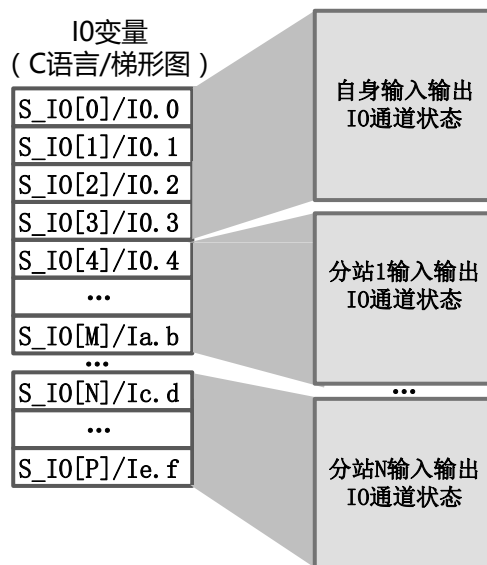 IO变量
（C语言/梯形图）
S_IO[0]/I0.0
S_IO[1]/I0.1
S_IO[2]/I0.2
S_IO[3]/I0.3
S_IO[4]/I0.4
…
S_IO[M]/Ia.b
…
S_IO[N]/Ic.d
…
S_IO[P]/Ie.f
自身输入输出
IO通道状态
分站1输入输出
IO通道状态
…
分站N输入输出
IO通道状态